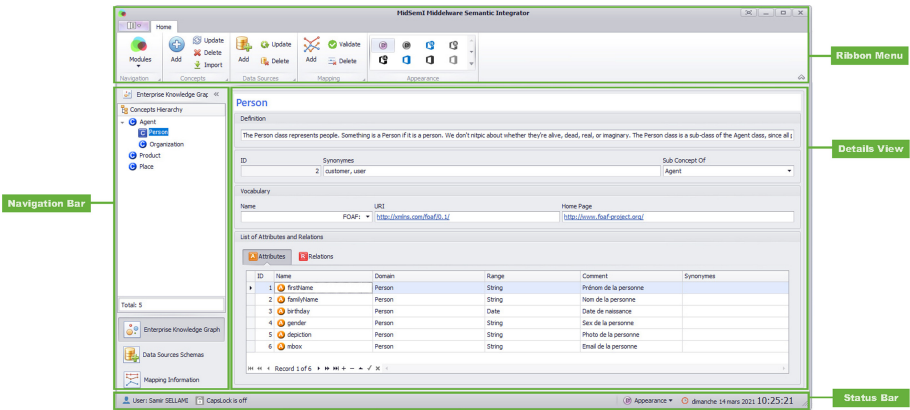 MidSemI Middelware Semantic Integrator
Home
Modules
Add
Update
Delete
Import
Add
Update
Delete
Add
Validate
Delete
Navigation
Concepts
Data Sources
Mapping
Appearance
Ribbon Menu
Enterprise Knowledge Grap
Concepts Hierarchy
Agent
Person
Organization
Product
Place
Total: 5
Enterprise Knowledge Graph
Data Sources Schemas
Mapping Information
Navigation Bar
Person
Definition
The Person class represents people. Something is a Person if it is a person. We don't nitpic about whether they're alive, dead, real, or imaginary. The Person class is a sub-class of the Agent class, since all
ID Synonymes Sub Concept Of
2 customer, user Agent
Vocabulary
Name URI Home Page
FOAF: http://xmlns.com/foaf/0.1/ http://www.foaf-project.org/
List of Attributes and Relations
A Attributes R Relations
ID Name Domain Range Comment Synonymes
1 A firstName Person String Prénom de la personne
2 A familyName Person String Nom de la personne
3 A birthday Person Date Date de naissance
4 A gender Person String Sex de la personne
5 A depiction Person String Photo de la personne
6 A mbox Person String Email de la personne
Record 1 of 6
Details View
User: Samir SELLAMI CapsLock is off Appearance dimanche 14 mars 2021 10:25:21
Status Bar